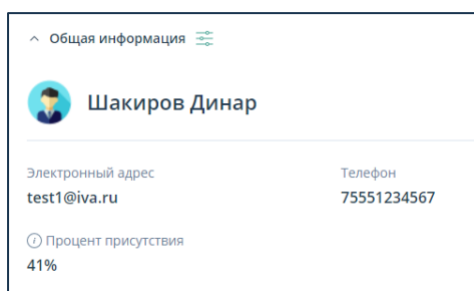 Общая информация
Шакиров Динар
Электронный адрес
Телефон
test1@iva.ru
75551234567
Процент присутствия
41%